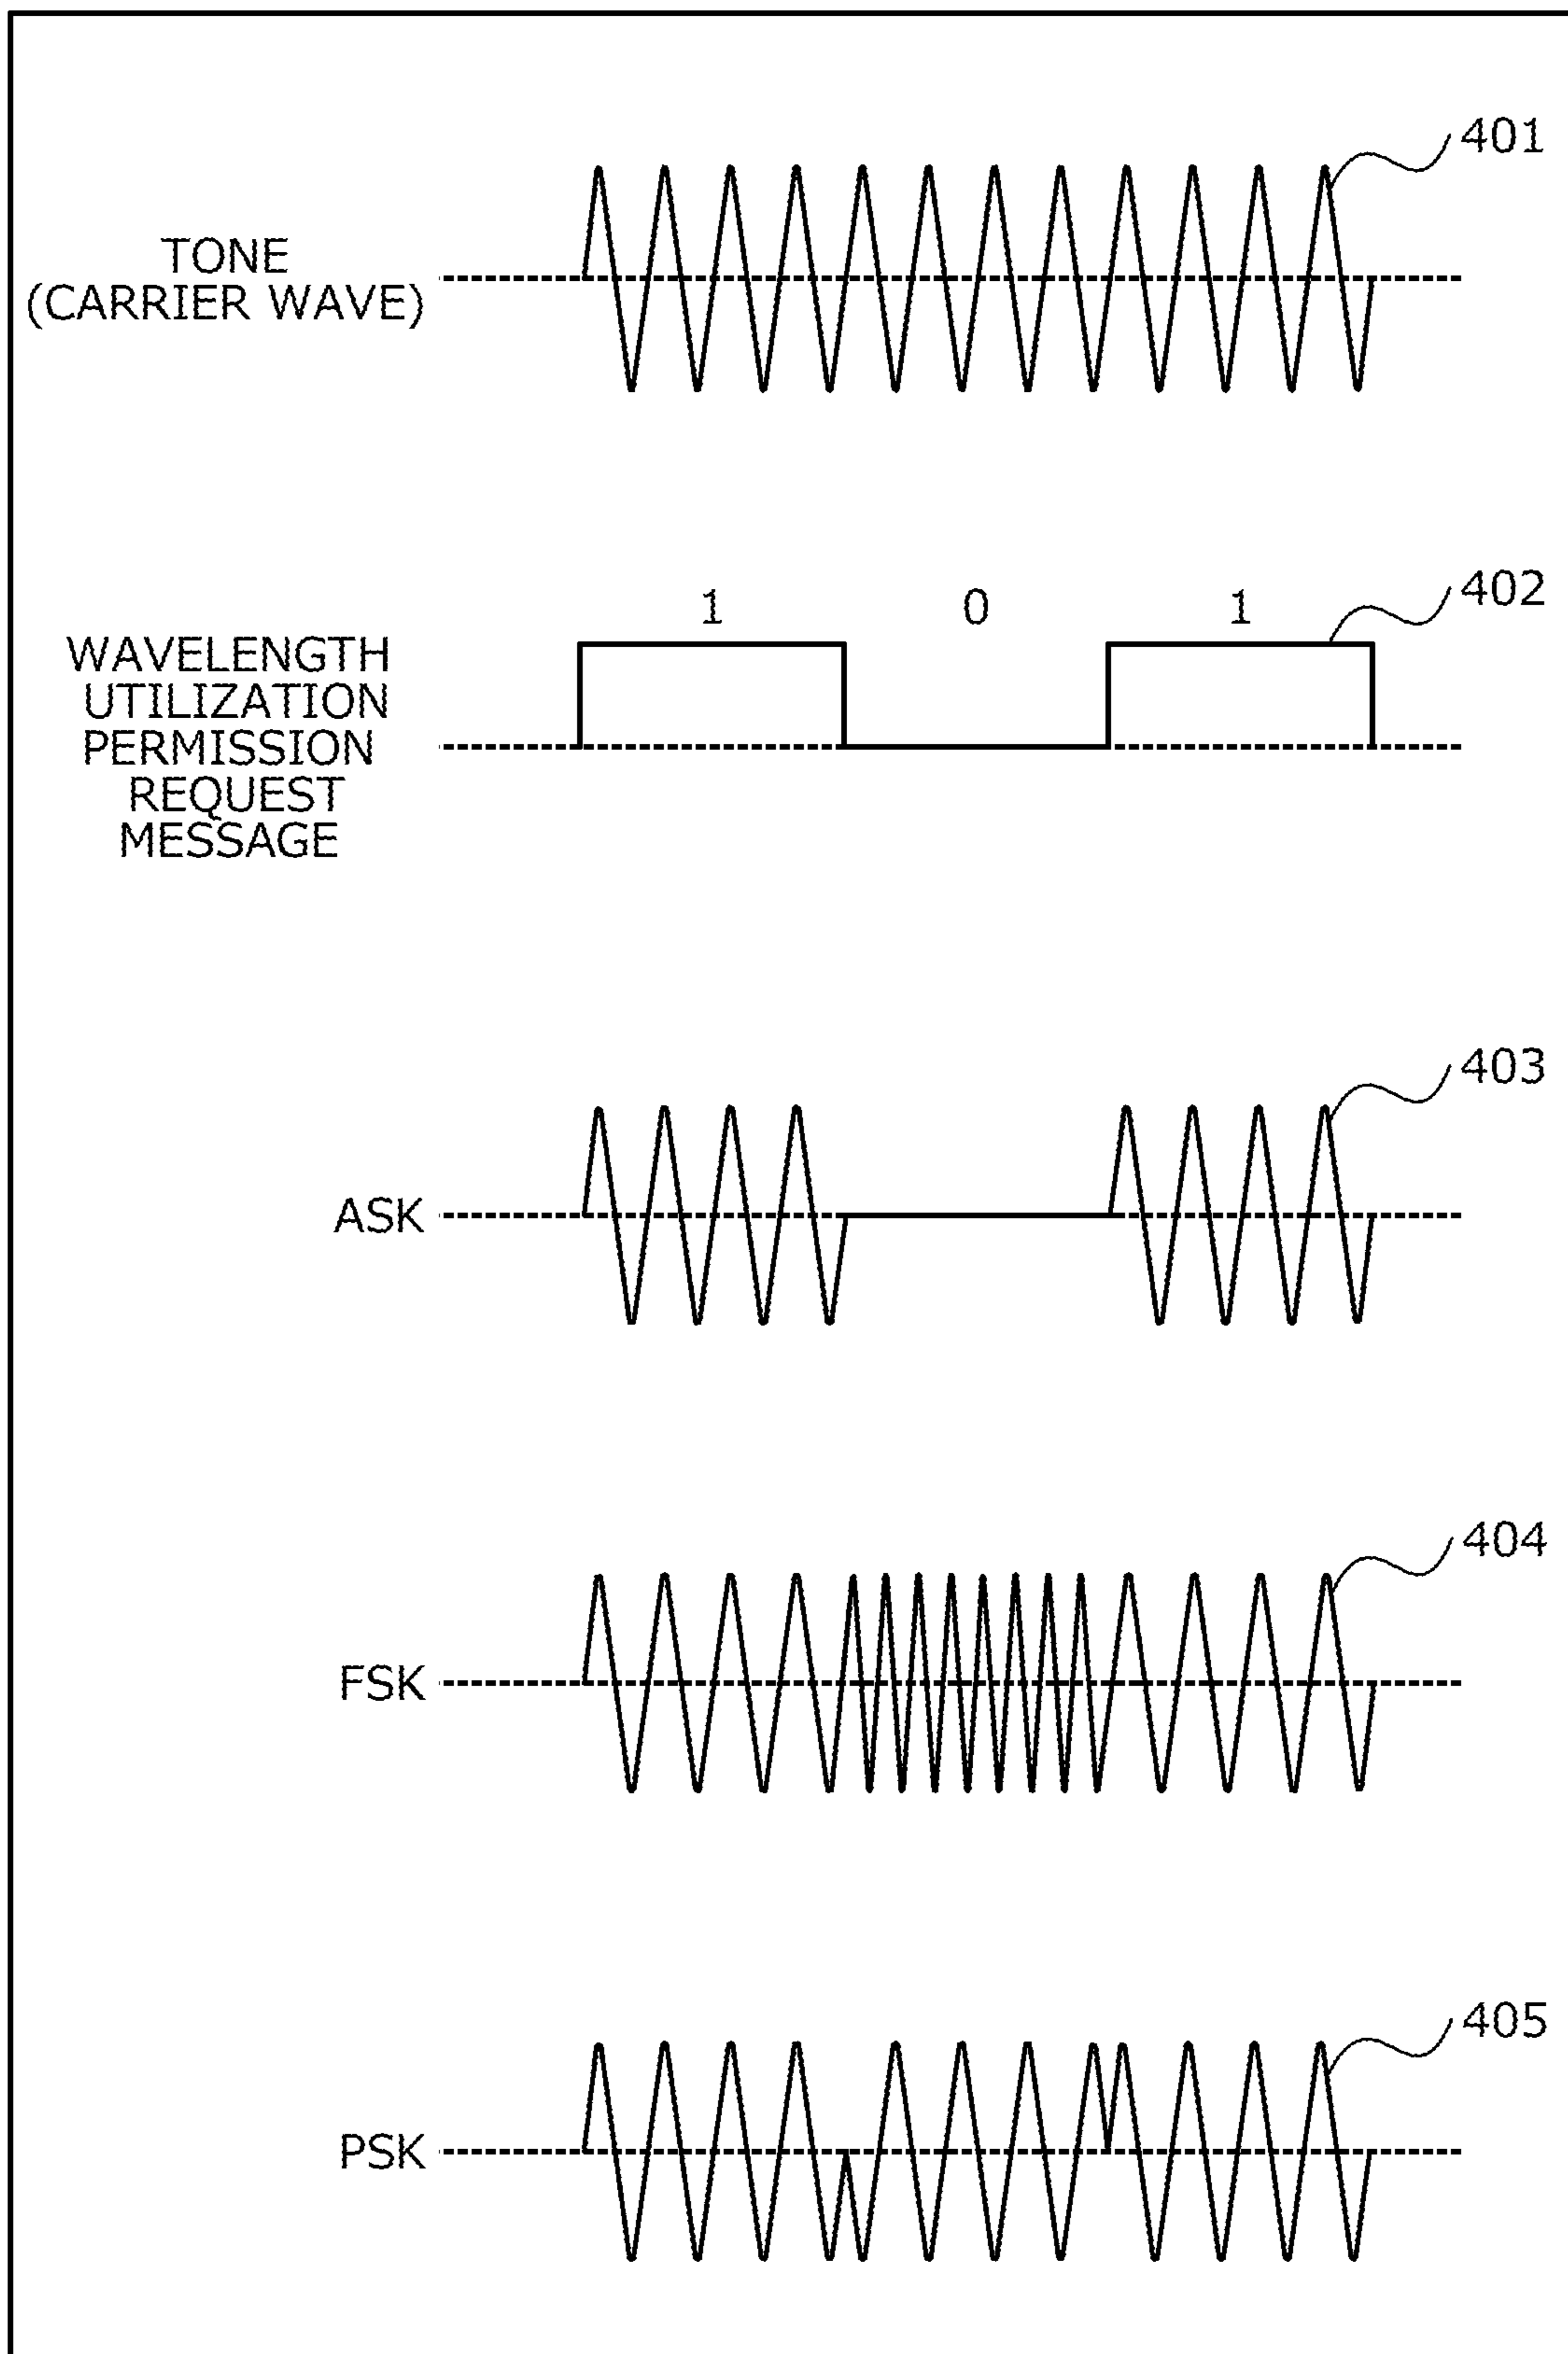 401
TONE
(CARRIER WAVE)
402
1 0 1
WAVELENGTH
UTILIZATION
PERMISSION
REQUEST
MESSAGE
403
ASK
404
FSK
405
PSK